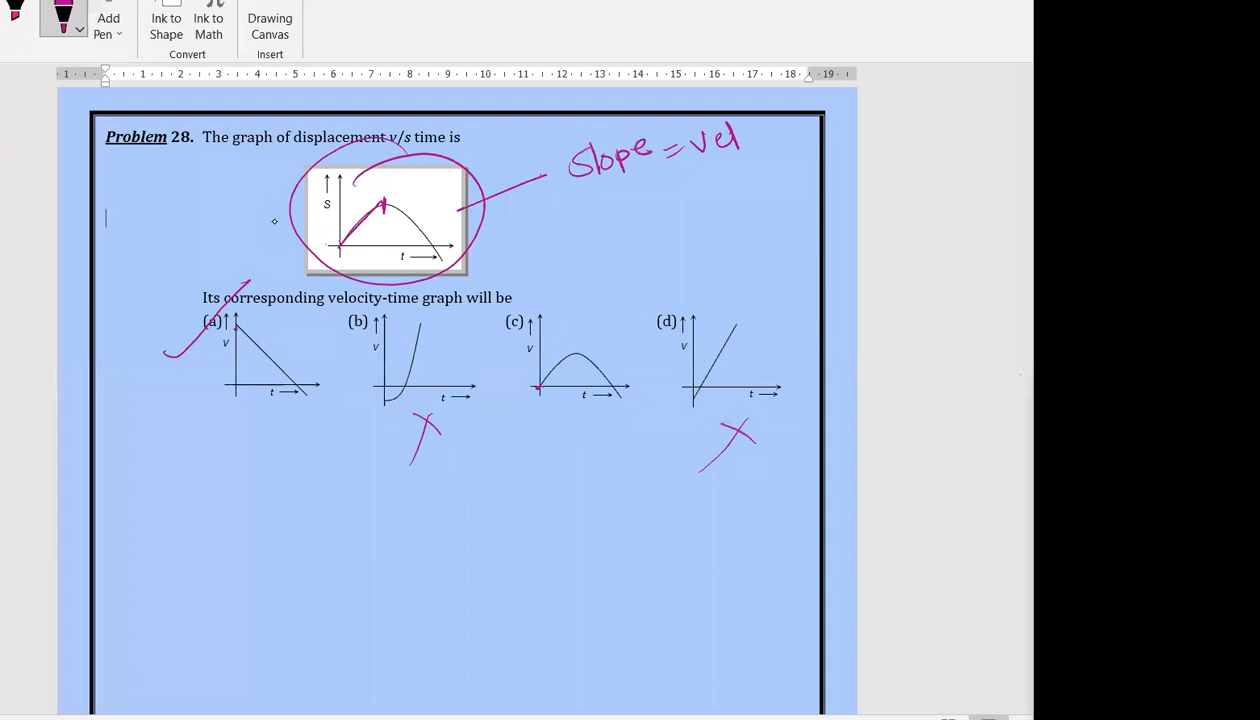 Add
Pen
Ink to
Shape
Ink to
Math
Convert
Drawing
Canvas
Insert
1 1 2 3 4 5 6 7 8 9 10 11 12 13 14 15 16 17 18 19
Problem 28. The graph of displacement v/s time is
Slope = vel
S
t
Its corresponding velocity-time graph will be
(a) (b) (c) (d)
v v v v
t t t t